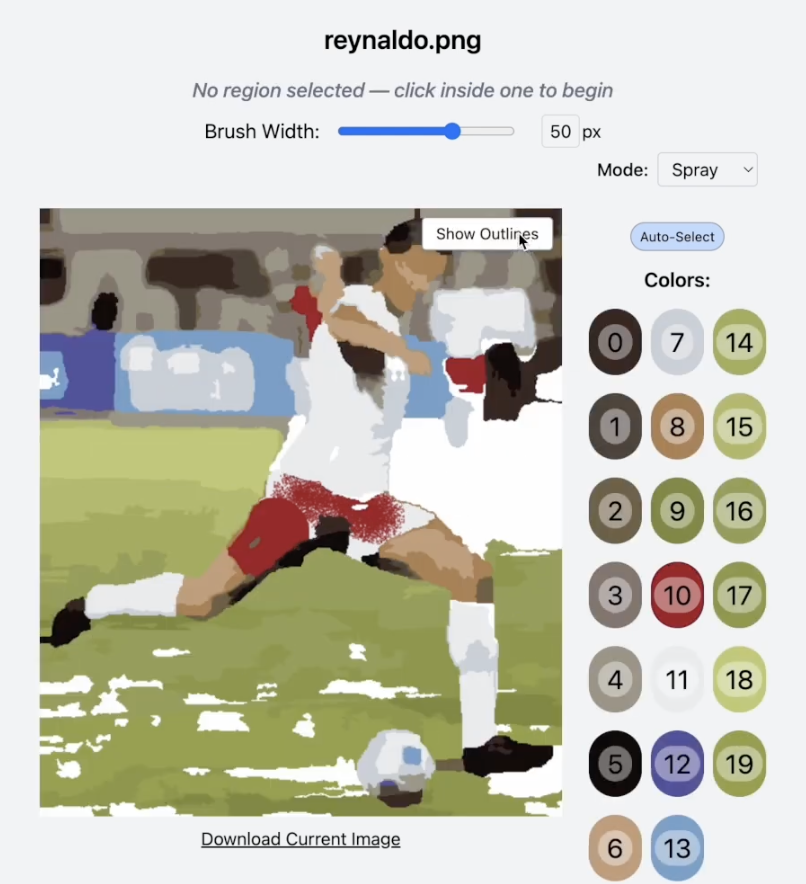 reynaldo.png
No region selected — click inside one to begin
Brush Width: 50 px
Mode: Spray
Show Outlines
Auto-Select
Colors:
0 7 14
1 8 15
2 9 16
3 10 17
4 11 18
5 12 19
6 13
Download Current Image